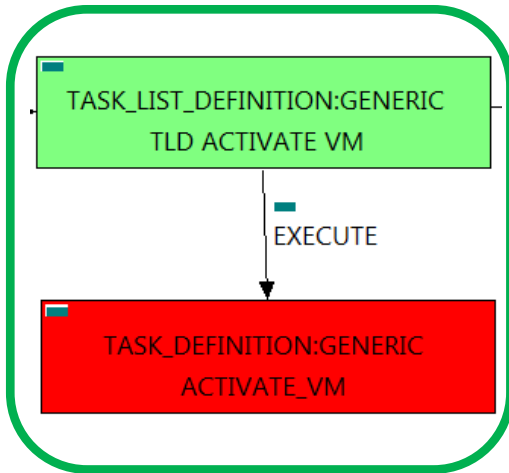 TASK_LIST_DEFINITION:GENERIC
TLD ACTIVATE VM
EXECUTE
TASK_DEFINITION:GENERIC
ACTIVATE_VM